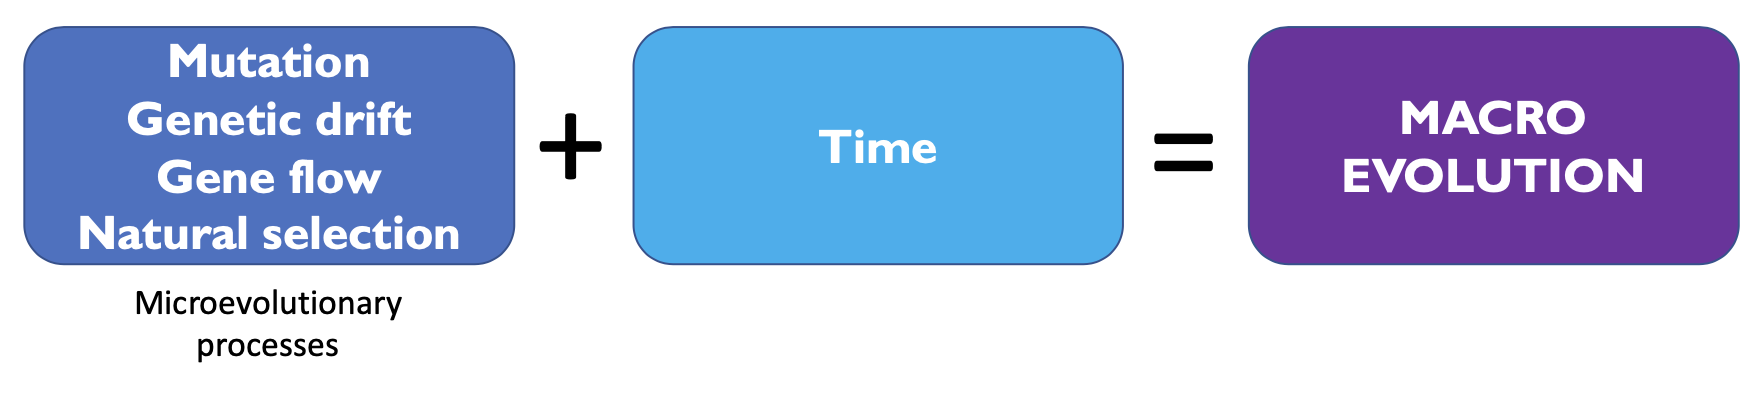 Mutation
Genetic drift
Gene flow
Natural selection
Microevolutionary
processes
+
Time
=
MACRO
EVOLUTION